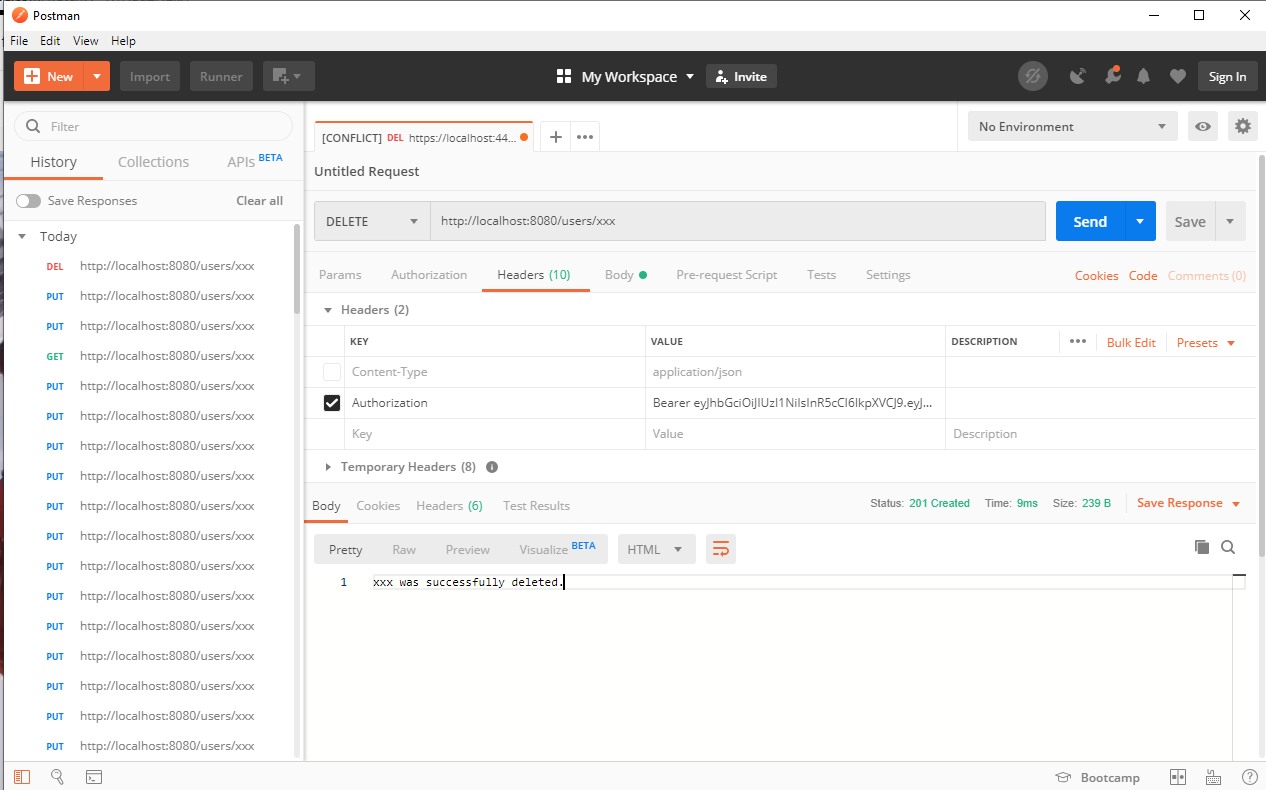 Postman
File Edit View Help
New Import Runner My Workspace Invite Sign In
Filter
History Collections APIs BETA
Save Responses Clear all
Today
DEL http://localhost:8080/users/xxx
PUT http://localhost:8080/users/xxx
PUT http://localhost:8080/users/xxx
GET http://localhost:8080/users/xxx
PUT http://localhost:8080/users/xxx
PUT http://localhost:8080/users/xxx
PUT http://localhost:8080/users/xxx
PUT http://localhost:8080/users/xxx
PUT http://localhost:8080/users/xxx
PUT http://localhost:8080/users/xxx
PUT http://localhost:8080/users/xxx
PUT http://localhost:8080/users/xxx
PUT http://localhost:8080/users/xxx
PUT http://localhost:8080/users/xxx
PUT http://localhost:8080/users/xxx
PUT http://localhost:8080/users/xxx
PUT http://localhost:8080/users/xxx
[CONFLICT] DEL https://localhost:44...
No Environment
Untitled Request
DELETE http://localhost:8080/users/xxx Send Save
Params Authorization Headers (10) Body Pre-request Script Tests Settings Cookies Code Comments (0)
Headers (2)
KEY VALUE DESCRIPTION Bulk Edit Presets
Content-Type application/json
Authorization Bearer eyJhbGciOiJIUzI1NiIsInR5cCI6IkpXVCJ9.eyJ...
Key Value Description
Temporary Headers (8)
Body Cookies Headers (6) Test Results Status: 201 Created Time: 9ms Size: 239 B Save Response
Pretty Raw Preview Visualize BETA HTML
1 xxx was successfully deleted.
Bootcamp